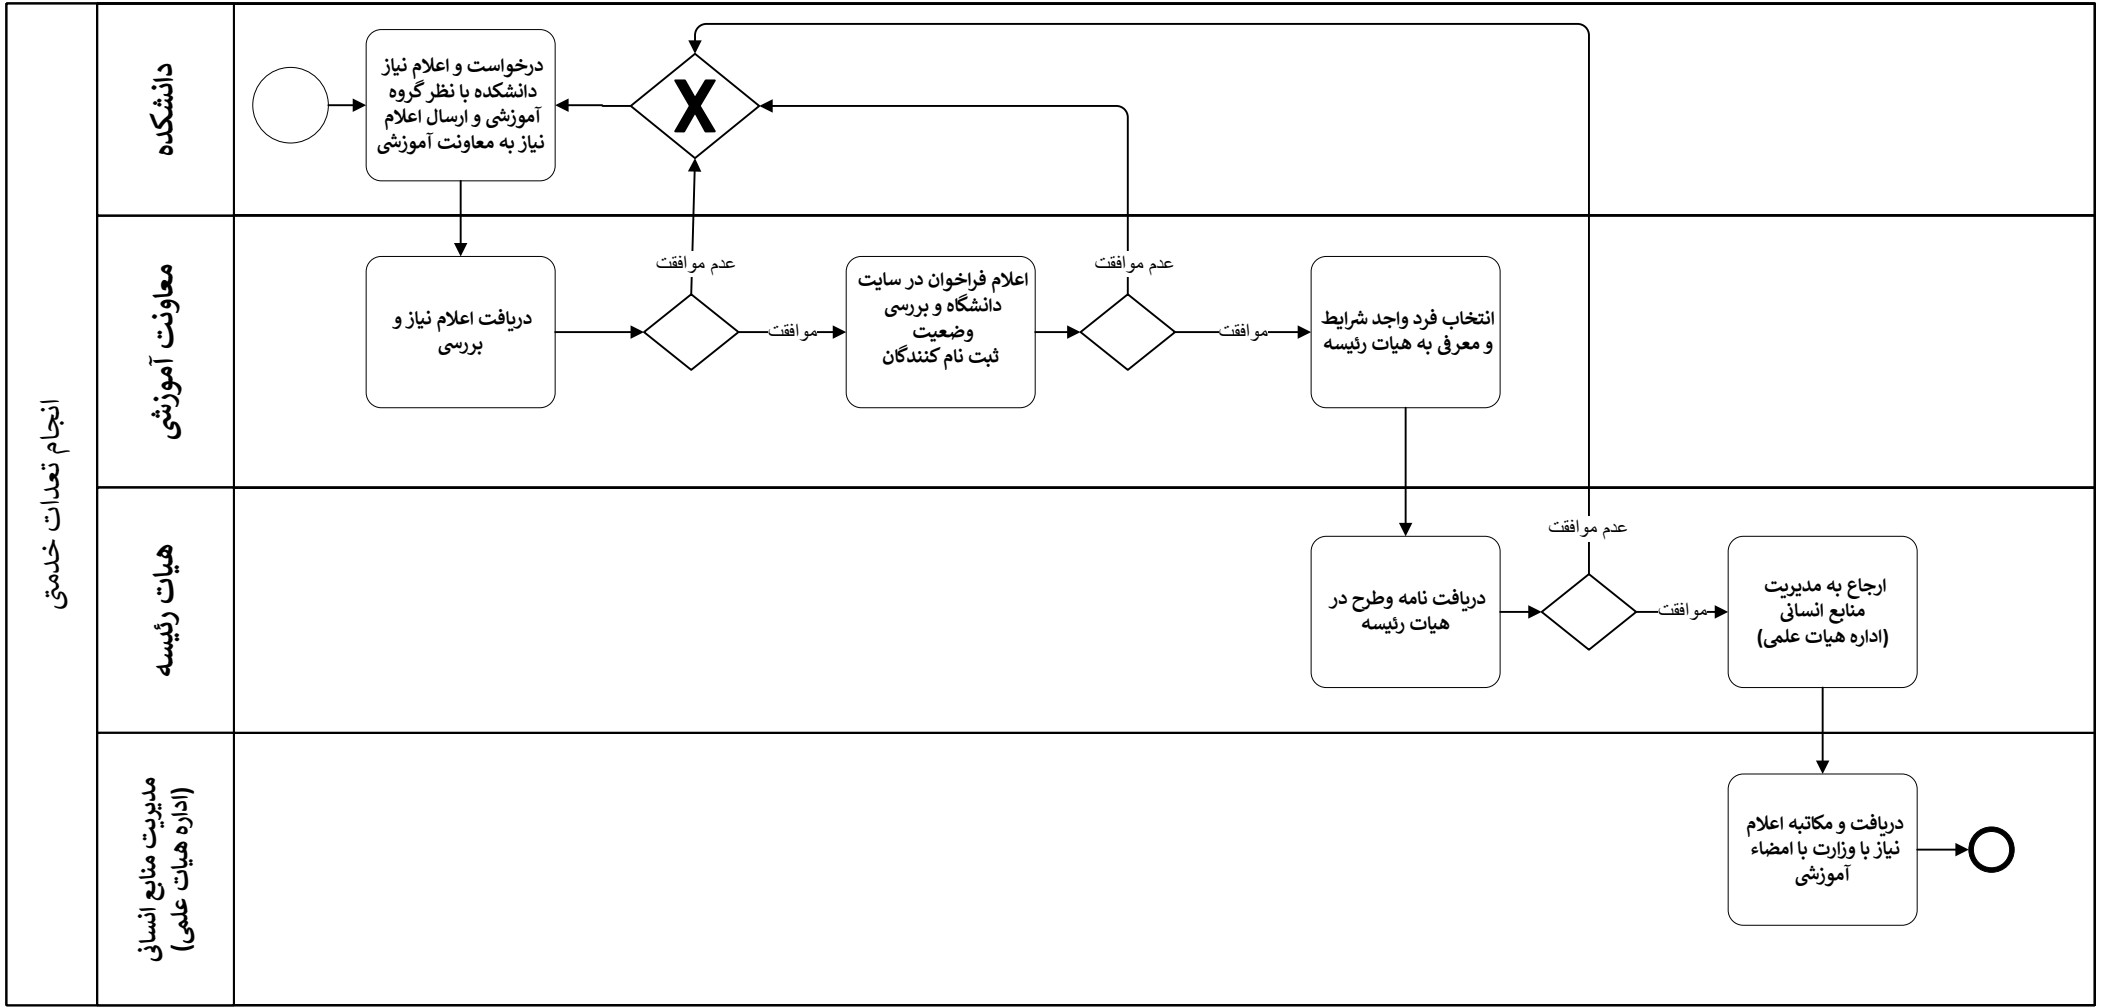 انجام تعدات خدمتی
دانشکده
درخواست و اعلام نیاز
دانشکده با نظر گروه
آموزشی و ارسال اعلام
نیاز به معاونت آموزشی
X
معاونت آموزشی
دریافت اعلام نیاز و
بررسی
عدم موافقت
موافقت
اعلام فراخوان در سایت
دانشگاه و بررسی
وضعیت
ثبت نام کنندگان
عدم موافقت
موافقت
انتخاب فرد واجد شرایط
و معرفی به هیات رئیسه
هیات رئیسه
دریافت نامه وطرح در
هیات رئیسه
عدم موافقت
موافقت
ارجاع به مدیریت
منابع انسانی
(اداره هیات علمی)
مدیریت منابع انسانی
(اداره هیات علمی)
دریافت و مکاتبه اعلام
نیاز با وزارت با امضاء
آموزشی